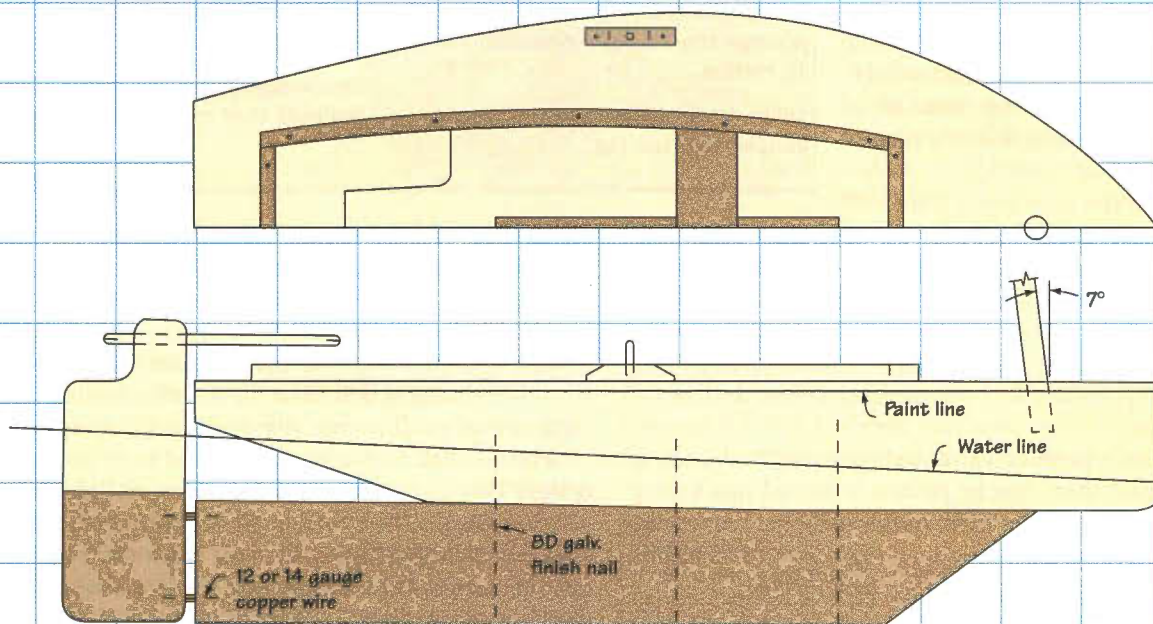 7°
Paint line
Water line
8D galv.
finish nail
12 or 14 gauge
copper wire